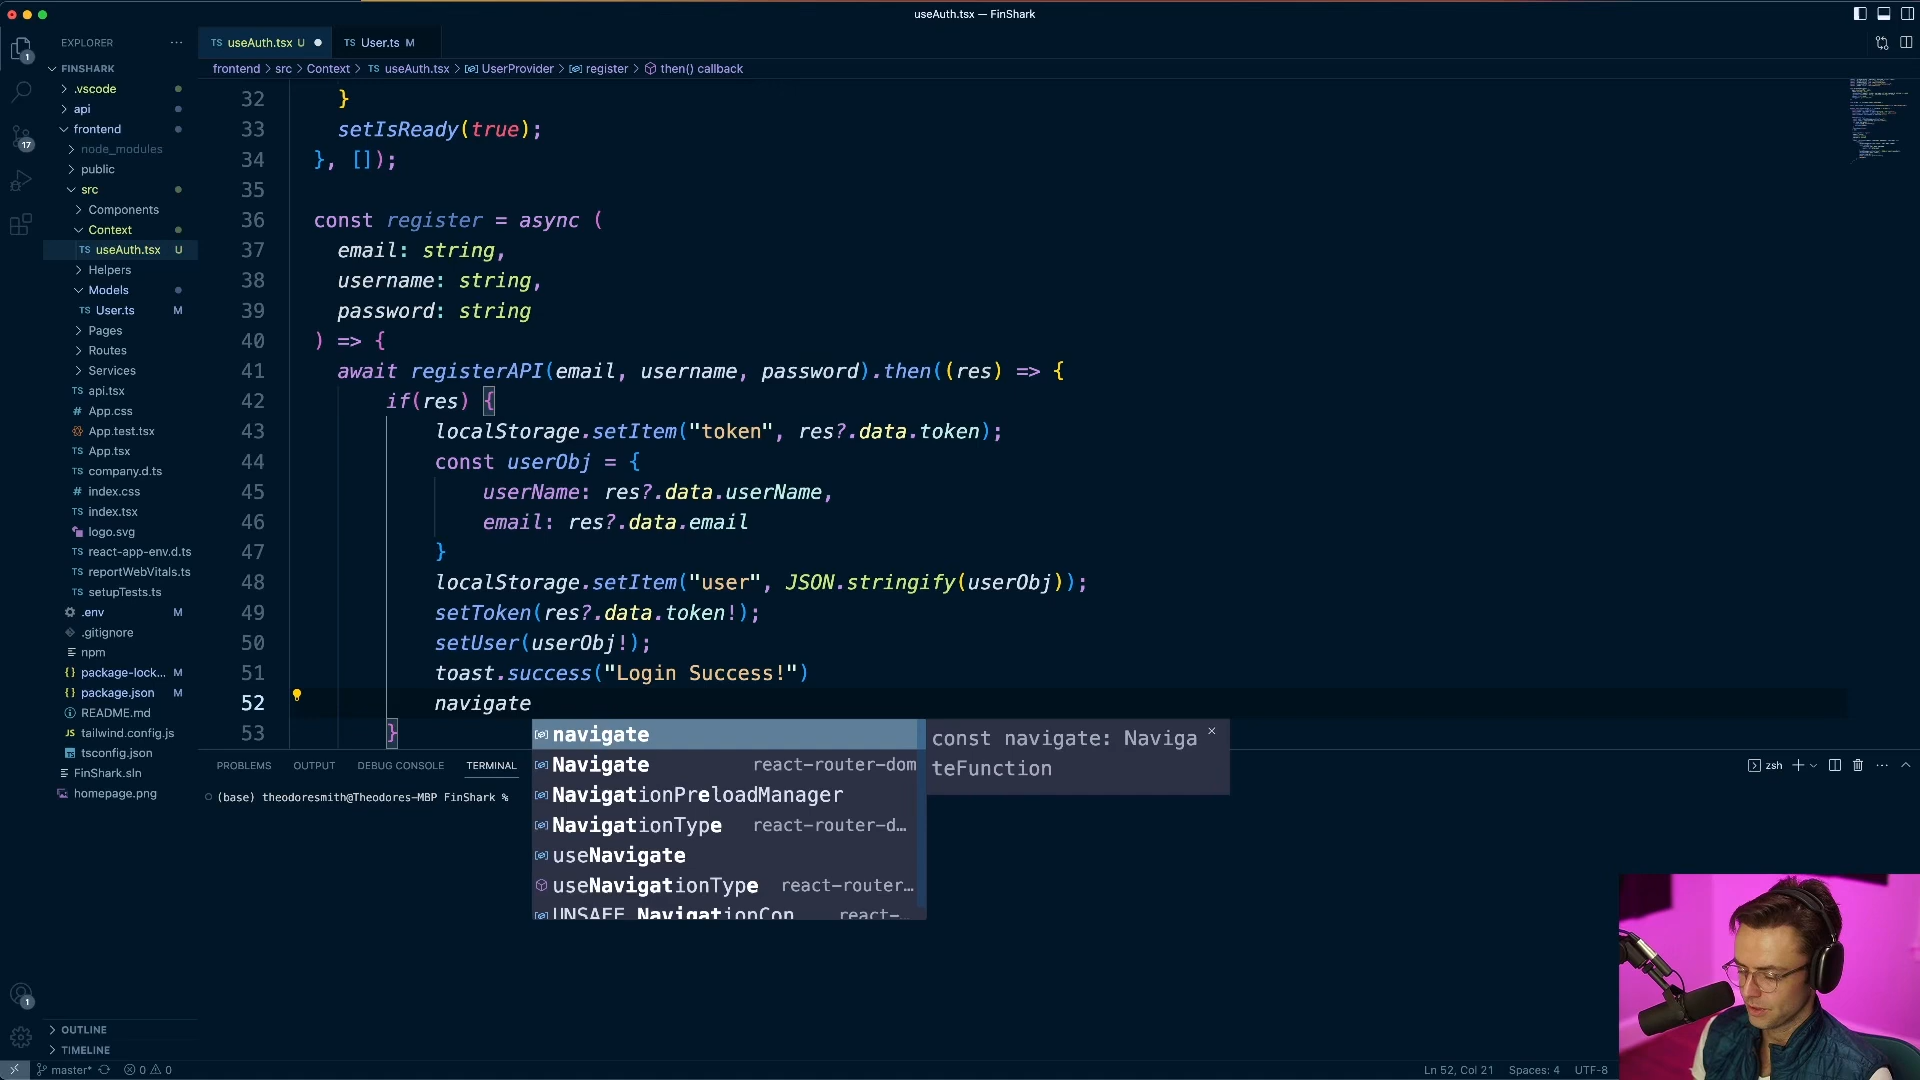 useAuth.tsx — FinShark
EXPLORER
useAuth.tsx U
TS User.ts M
frontend > src > Context > TS useAuth.tsx > UserProvider > register > then() callback
FINSHARK
.vscode
api
frontend
node_modules
public
src
Components
Context
TS useAuth.tsx U
Helpers
Models
TS User.ts M
Pages
Routes
Services
TS api.tsx
# App.css
App.test.tsx
TS App.tsx
TS company.d.ts
# index.css
TS index.tsx
logo.svg
TS react-app-env.d.ts
TS reportWebVitals.ts
TS setupTests.ts
.env M
.gitignore
npm
{} package-lock... M
{} package.json M
README.md
JS tailwind.config.js
tsconfig.json
FinShark.sln
homepage.png
OUTLINE
TIMELINE
1
17
1
32 }
33 setIsReady(true);
34 }, []);
35
36 const register = async (
37 email: string,
38 username: string,
39 password: string
40 ) => {
41 await registerAPI(email, username, password).then((res) => {
42 if(res) {
43 localStorage.setItem("token", res?.data.token);
44 const userObj = {
45 userName: res?.data.userName,
46 email: res?.data.email
47 }
48 localStorage.setItem("user", JSON.stringify(userObj));
49 setToken(res?.data.token!);
50 setUser(userObj!);
51 toast.success("Login Success!")
52 navigate
53 }
navigate
Navigate react-router-dom
NavigationPreloadManager
NavigationType react-router-d…
useNavigate
useNavigationType react-router…
UNSAFE_NavigationCon… react-…
const navigate: Naviga
teFunction
PROBLEMS OUTPUT DEBUG CONSOLE TERMINAL
zsh
(base) theodoresmith@Theodores-MBP FinShark %
master* 0 0
Ln 52, Col 21 Spaces: 4 UTF-8